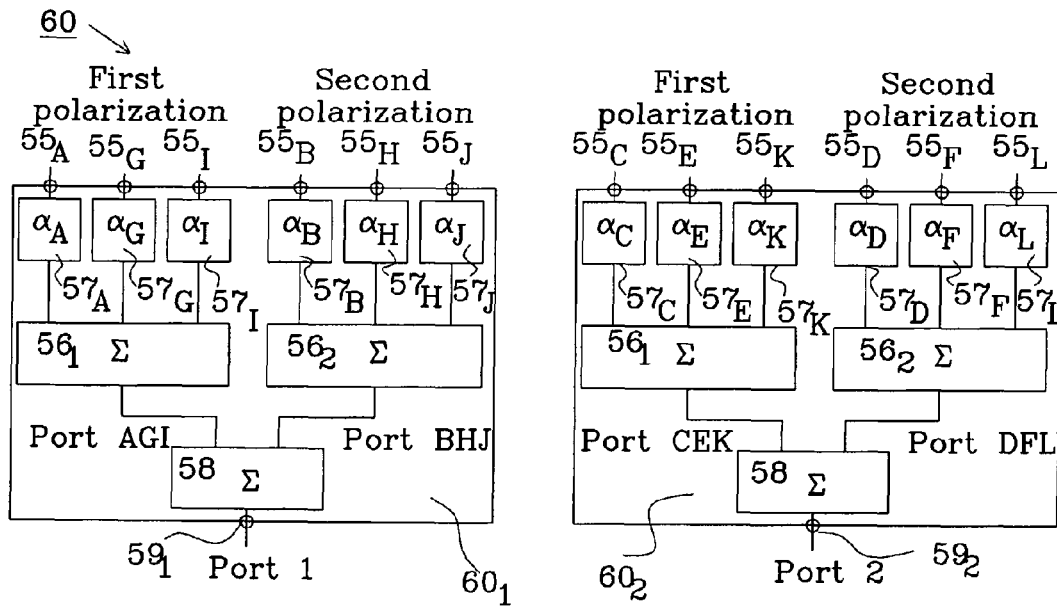 60
First polarization
Second polarization
First polarization
Second polarization
55A 55G 55I 55B 55H 55J
55C 55E 55K 55D 55F 55L
αA αG αI αB αH αJ
αC αE αK αD αF αL
57A 57G 57I 57B 57H 57J
57C 57E 57K 57D 57F 57L
561 Σ 562 Σ
561 Σ 562 Σ
Port AGI Port BHJ
Port CEK Port DFL
58 Σ
58 Σ
591 Port 1 601
602 Port 2 592